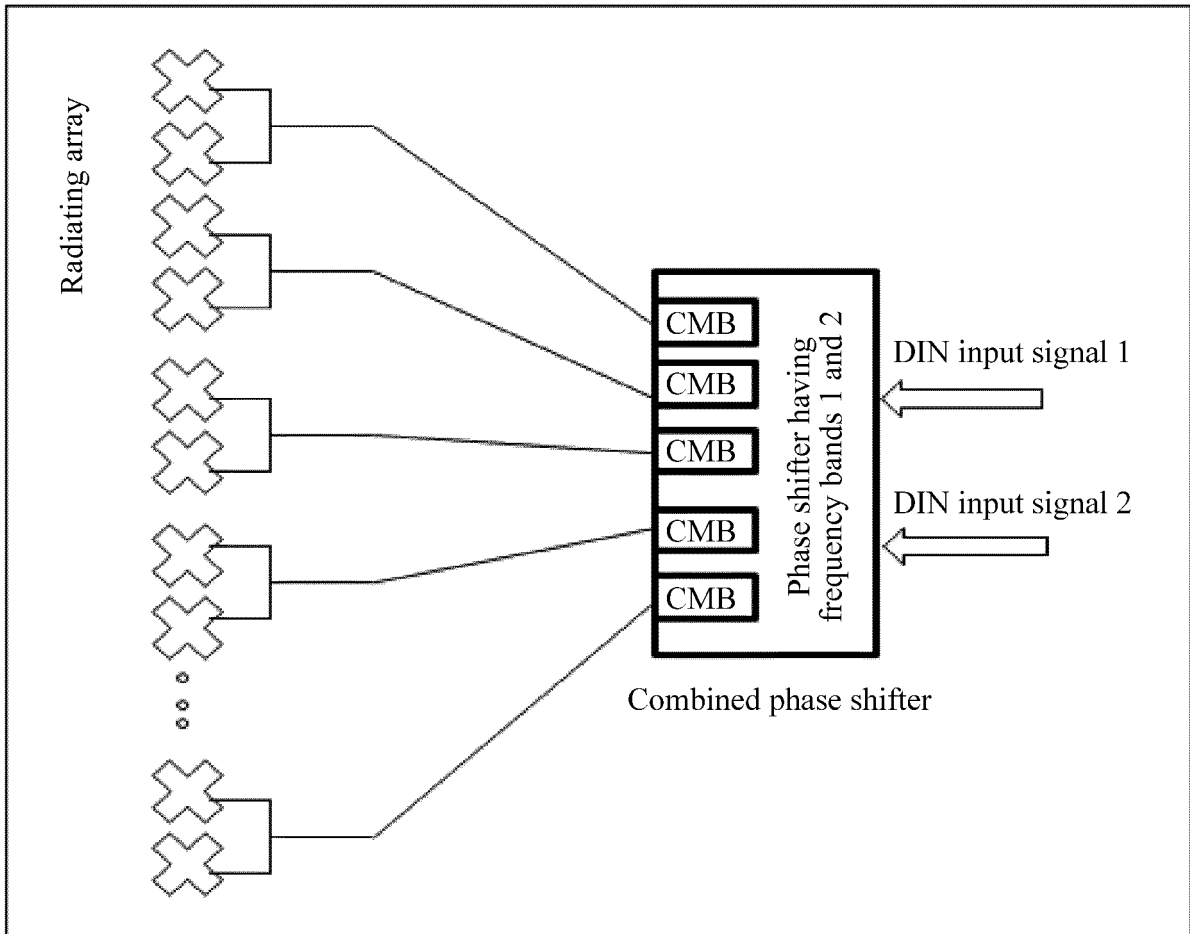 Radiating array
CMB
CMB
CMB
CMB
CMB
Phase shifter having
frequency bands 1 and 2
DIN input signal 1
DIN input signal 2
Combined phase shifter